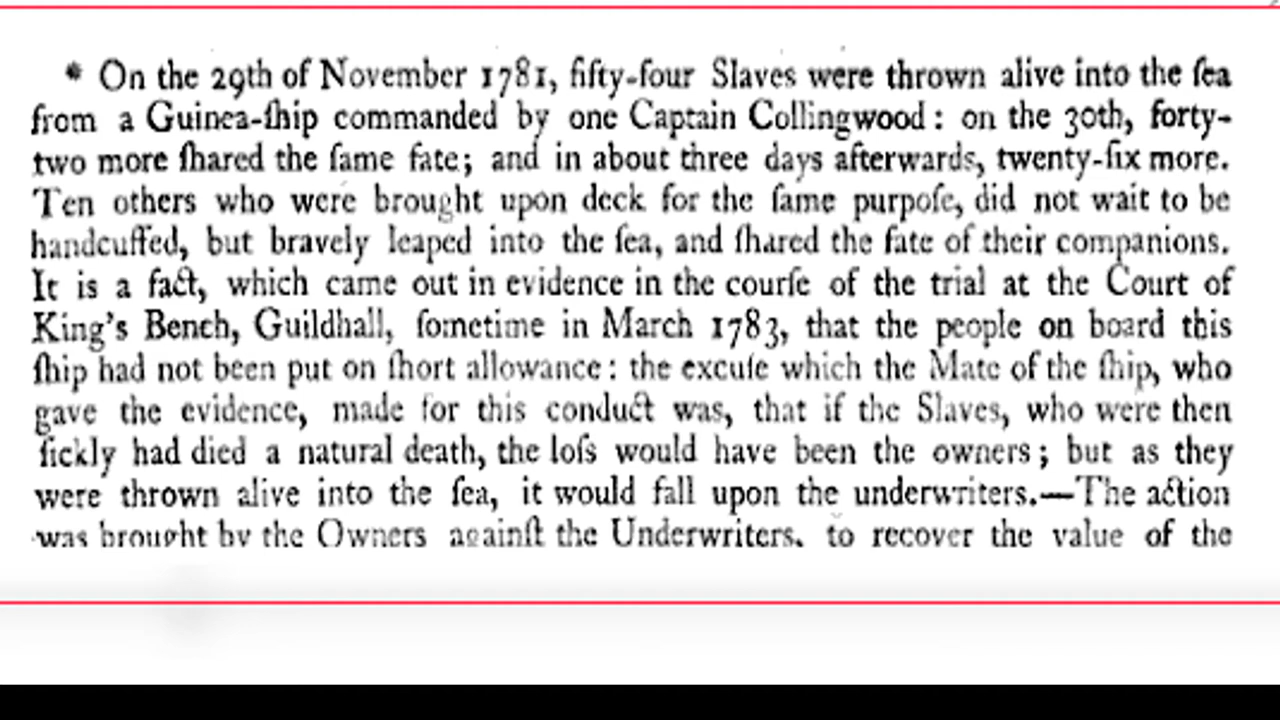 * On the 29th of November 1781, fifty-four Slaves were thrown alive into the ſea
from a Guinea-ſhip commanded by one Captain Collingwood : on the 30th, forty-
two more ſhared the ſame fate; and in about three days afterwards, twenty-ſix more.
Ten others who were brought upon deck for the ſame purpoſe, did not wait to be
handcuffed, but bravely leaped into the ſea, and ſhared the fate of their companions.
It is a fact, which came out in evidence in the courſe of the trial at the Court of
King's Bench, Guildhall, ſometime in March 1783, that the people on board this
ſhip had not been put on ſhort allowance : the excuſe which the Mate of the ſhip, who
gave the evidence, made for this conduct was, that if the Slaves, who were then
ſickly had died a natural death, the loſs would have been the owners ; but as they
were thrown alive into the ſea, it would fall upon the underwriters.—The action
was brought by the Owners againſt the Underwriters, to recover the value of the